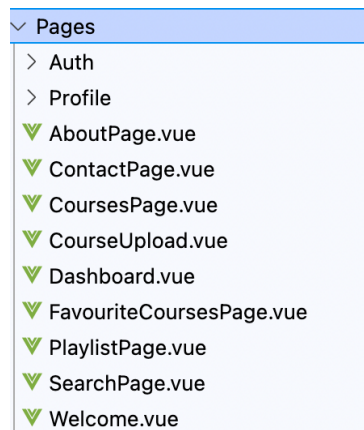 Pages
Auth
Profile
AboutPage.vue
ContactPage.vue
CoursesPage.vue
CourseUpload.vue
Dashboard.vue
FavouriteCoursesPage.vue
PlaylistPage.vue
SearchPage.vue
Welcome.vue